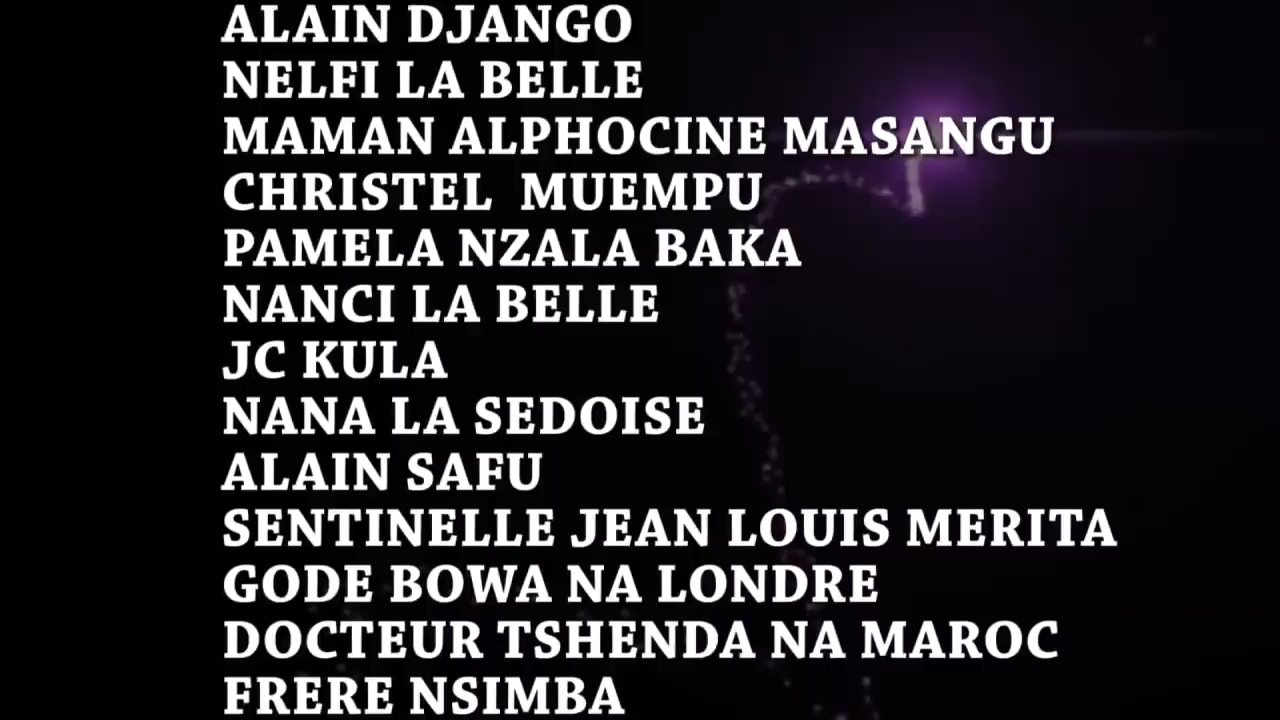 ALAIN DJANGO
NELFI LA BELLE
MAMAN ALPHOCINE MASANGU
CHRISTEL  MUEMPU
PAMELA NZALA BAKA
NANCI LA BELLE
JC KULA
NANA LA SEDOISE
ALAIN SAFU
SENTINELLE JEAN LOUIS MERITA
GODE BOWA NA LONDRE
DOCTEUR TSHENDA NA MAROC
FRERE NSIMBA